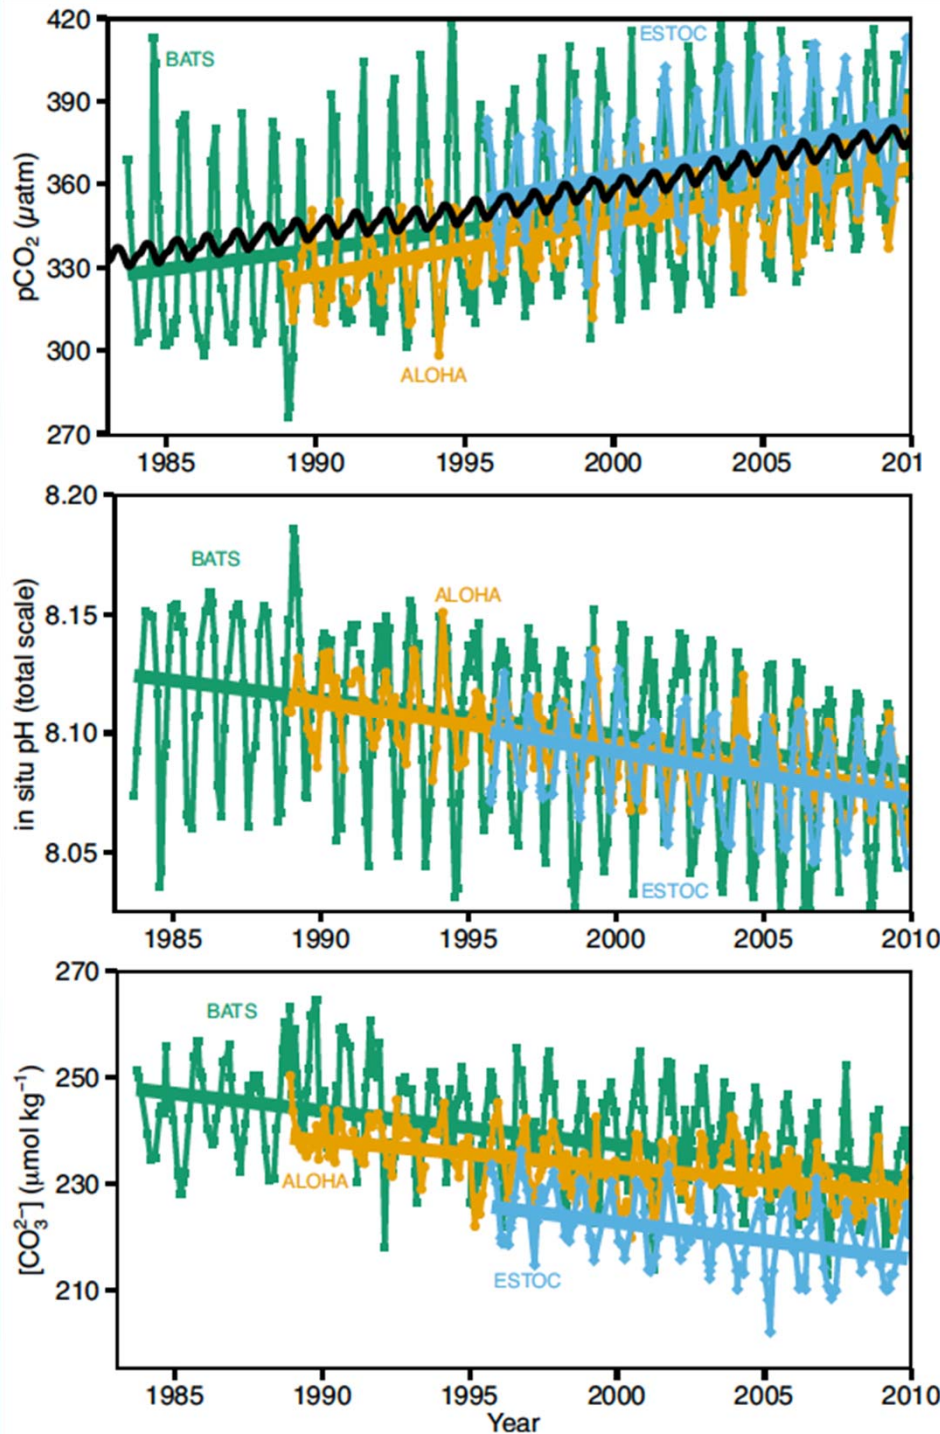 420
390
360
330
300
270
pCO₂ (μatm)
BATS
ESTOC
ALOHA
1985 1990 1995 2000 2005 201
8.20
8.15
8.10
8.05
in situ pH (total scale)
BATS
ALOHA
ESTOC
1985 1990 1995 2000 2005 2010
270
250
230
210
[CO₃²⁻] (μmol kg⁻¹)
BATS
ALOHA
ESTOC
1985 1990 1995 2000 2005 2010
Year